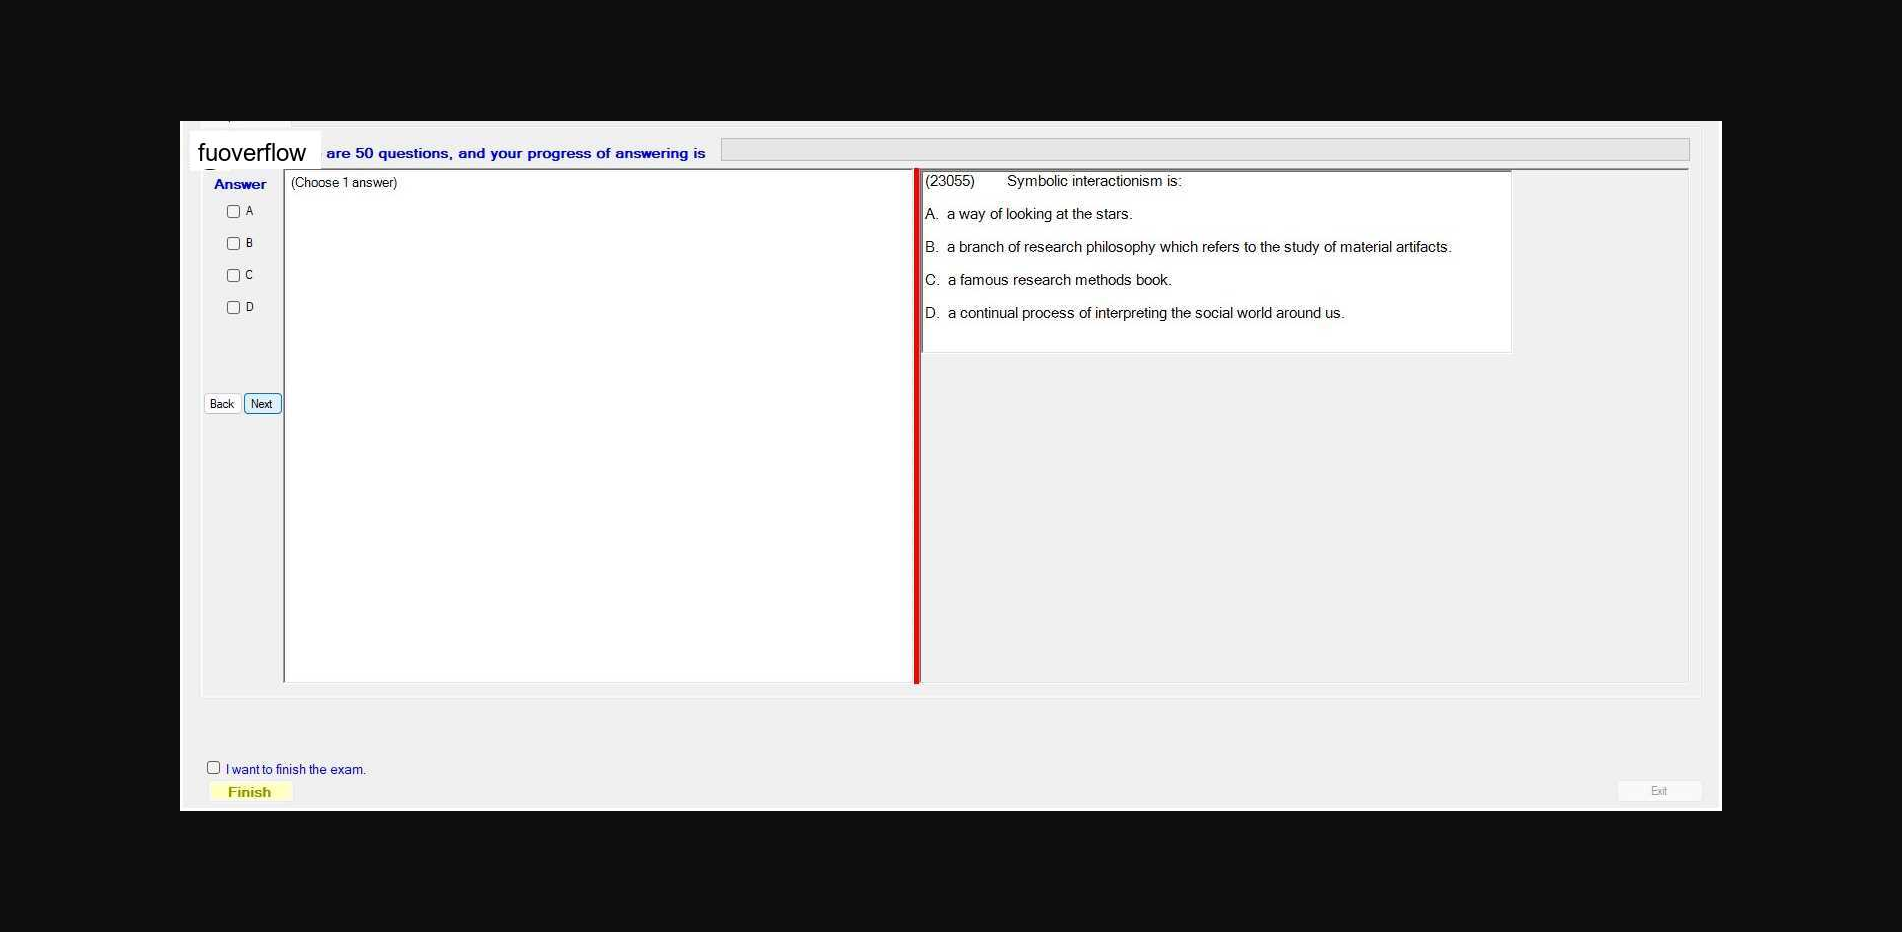 fuoverflow are 50 questions, and your progress of answering is
Answer
A
B
C
D
Back Next
(Choose 1 answer)
(23055) Symbolic interactionism is:
A. a way of looking at the stars.
B. a branch of research philosophy which refers to the study of material artifacts.
C. a famous research methods book.
D. a continual process of interpreting the social world around us.
I want to finish the exam.
Finish
Exit